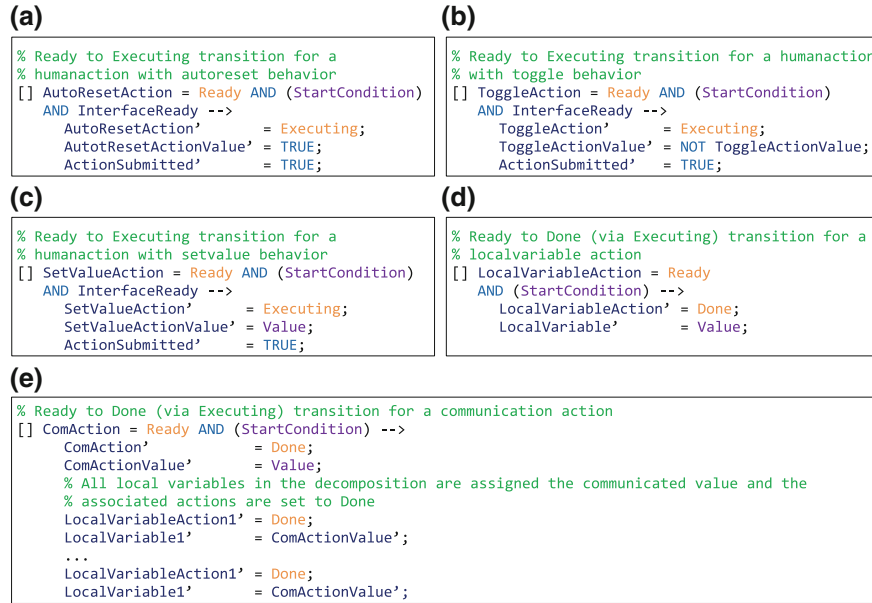 (a)
% Ready to Executing transition for a
% humanaction with autoreset behavior
[] AutoResetAction = Ready AND (StartCondition)
AND InterfaceReady -->
AutoResetAction’ = Executing;
AutotResetActionValue’ = TRUE;
ActionSubmitted’ = TRUE;
(b)
% Ready to Executing transition for a humanaction
% with toggle behavior
[] ToggleAction = Ready AND (StartCondition)
AND InterfaceReady -->
ToggleAction’ = Executing;
ToggleActionValue’ = NOT ToggleActionValue;
ActionSubmitted’ = TRUE;
(c)
% Ready to Executing transition for a
% humanaction with setvalue behavior
[] SetValueAction = Ready AND (StartCondition)
AND InterfaceReady -->
SetValueAction’ = Executing;
SetValueActionValue’ = Value;
ActionSubmitted’ = TRUE;
(d)
% Ready to Done (via Executing) transition for a
% localvariable action
[] LocalVariableAction = Ready
AND (StartCondition) -->
LocalVariableAction’ = Done;
LocalVariable’ = Value;
(e)
% Ready to Done (via Executing) transition for a communication action
[] ComAction = Ready AND (StartCondition) -->
ComAction’ = Done;
ComActionValue’ = Value;
% All local variables in the decomposition are assigned the communicated value and the
% associated actions are set to Done
LocalVariableAction1’ = Done;
LocalVariable1’ = ComActionValue’;
...
LocalVariableAction1’ = Done;
LocalVariable1’ = ComActionValue’;